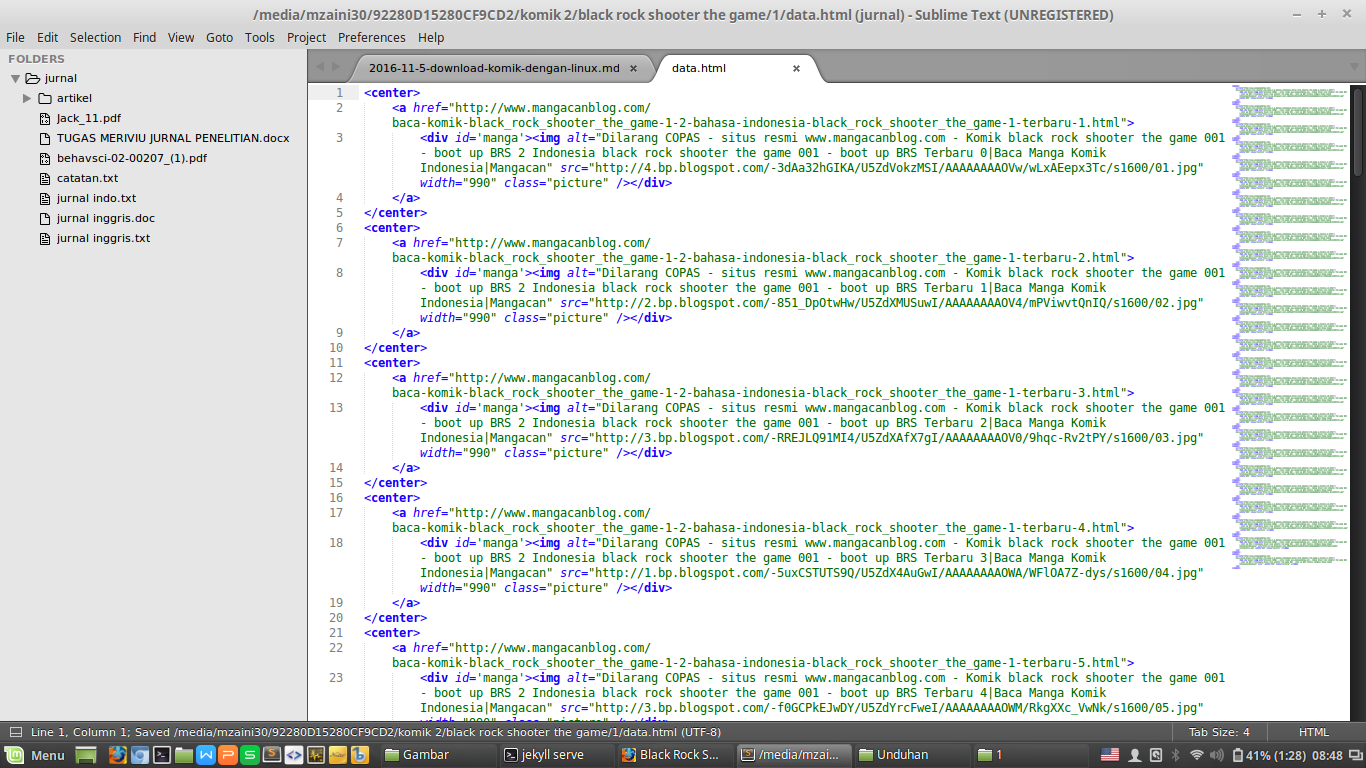 /media/mzaini30/92280D15280CF9CD2/komik 2/black rock shooter the game/1/data.html (jurnal) - Sublime Text (UNREGISTERED)
File Edit Selection Find View Goto Tools Project Preferences Help
FOLDERS
jurnal
artikel
Jack_11.pdf
TUGAS MERIVIU JURNAL PENELITIAN.docx
behavsci-02-00207_(1).pdf
catatan.txt
jurnal indo.txt
jurnal inggris.doc
jurnal inggris.txt
2016-11-5-download-komik-dengan-linux.md
data.html
1 <center>
2 <a href="http://www.mangacanblog.com/
baca-komik-black_rock_shooter_the_game-1-2-bahasa-indonesia-black_rock_shooter_the_game-1-terbaru-1.html">
3 <div id='manga'><img alt="Dilarang COPAS - situs resmi www.mangacanblog.com - Komik black rock shooter the game 001
- boot up BRS 2 Indonesia black rock shooter the game 001 - boot up BRS Terbaru 0|Baca Manga Komik
Indonesia|Mangacan" src="http://4.bp.blogspot.com/-3dAa32hGIKA/U5ZdVokzMSI/AAAAAAAAOVw/wLxAEepx3Tc/s1600/01.jpg"
width="990" class="picture" /></div>
4 </a>
5 </center>
6 <center>
7 <a href="http://www.mangacanblog.com/
baca-komik-black_rock_shooter_the_game-1-2-bahasa-indonesia-black_rock_shooter_the_game-1-terbaru-2.html">
8 <div id='manga'><img alt="Dilarang COPAS - situs resmi www.mangacanblog.com - Komik black rock shooter the game 001
- boot up BRS 2 Indonesia black rock shooter the game 001 - boot up BRS Terbaru 1|Baca Manga Komik
Indonesia|Mangacan" src="http://2.bp.blogspot.com/-851_DpOtwHw/U5ZdXMUSuwI/AAAAAAAAOV4/mPViwvtQnIQ/s1600/02.jpg"
width="990" class="picture" /></div>
9 </a>
10 </center>
11 <center>
12 <a href="http://www.mangacanblog.com/
baca-komik-black_rock_shooter_the_game-1-2-bahasa-indonesia-black_rock_shooter_the_game-1-terbaru-3.html">
13 <div id='manga'><img alt="Dilarang COPAS - situs resmi www.mangacanblog.com - Komik black rock shooter the game 001
- boot up BRS 2 Indonesia black rock shooter the game 001 - boot up BRS Terbaru 2|Baca Manga Komik
Indonesia|Mangacan" src="http://3.bp.blogspot.com/-RREJLQ91MI4/U5ZdXAfX7gI/AAAAAAAAOV0/9hqc-Rv2tPY/s1600/03.jpg"
width="990" class="picture" /></div>
14 </a>
15 </center>
16 <center>
17 <a href="http://www.mangacanblog.com/
baca-komik-black_rock_shooter_the_game-1-2-bahasa-indonesia-black_rock_shooter_the_game-1-terbaru-4.html">
18 <div id='manga'><img alt="Dilarang COPAS - situs resmi www.mangacanblog.com - Komik black rock shooter the game 001
- boot up BRS 2 Indonesia black rock shooter the game 001 - boot up BRS Terbaru 3|Baca Manga Komik
Indonesia|Mangacan" src="http://1.bp.blogspot.com/-5uxCSTUTS9Q/U5ZdX4AuGwI/AAAAAAAAOWA/WFlOA7Z-dys/s1600/04.jpg"
width="990" class="picture" /></div>
19 </a>
20 </center>
21 <center>
22 <a href="http://www.mangacanblog.com/
baca-komik-black_rock_shooter_the_game-1-2-bahasa-indonesia-black_rock_shooter_the_game-1-terbaru-5.html">
23 <div id='manga'><img alt="Dilarang COPAS - situs resmi www.mangacanblog.com - Komik black rock shooter the game 001
- boot up BRS 2 Indonesia black rock shooter the game 001 - boot up BRS Terbaru 4|Baca Manga Komik
Indonesia|Mangacan" src="http://3.bp.blogspot.com/-f0GCPkEJwDY/U5ZdYrcFweI/AAAAAAAAOWM/RkgXXc_VwNk/s1600/05.jpg"
width="990" class="picture" /></div>
Line 1, Column 1; Saved /media/mzaini30/92280D15280CF9CD2/komik 2/black rock shooter the game/1/data.html (UTF-8) Tab Size: 4 HTML
Menu Gambar jekyll serve Black Rock S... /media/mzai... Unduhan 1 41% (1:28) 08:48